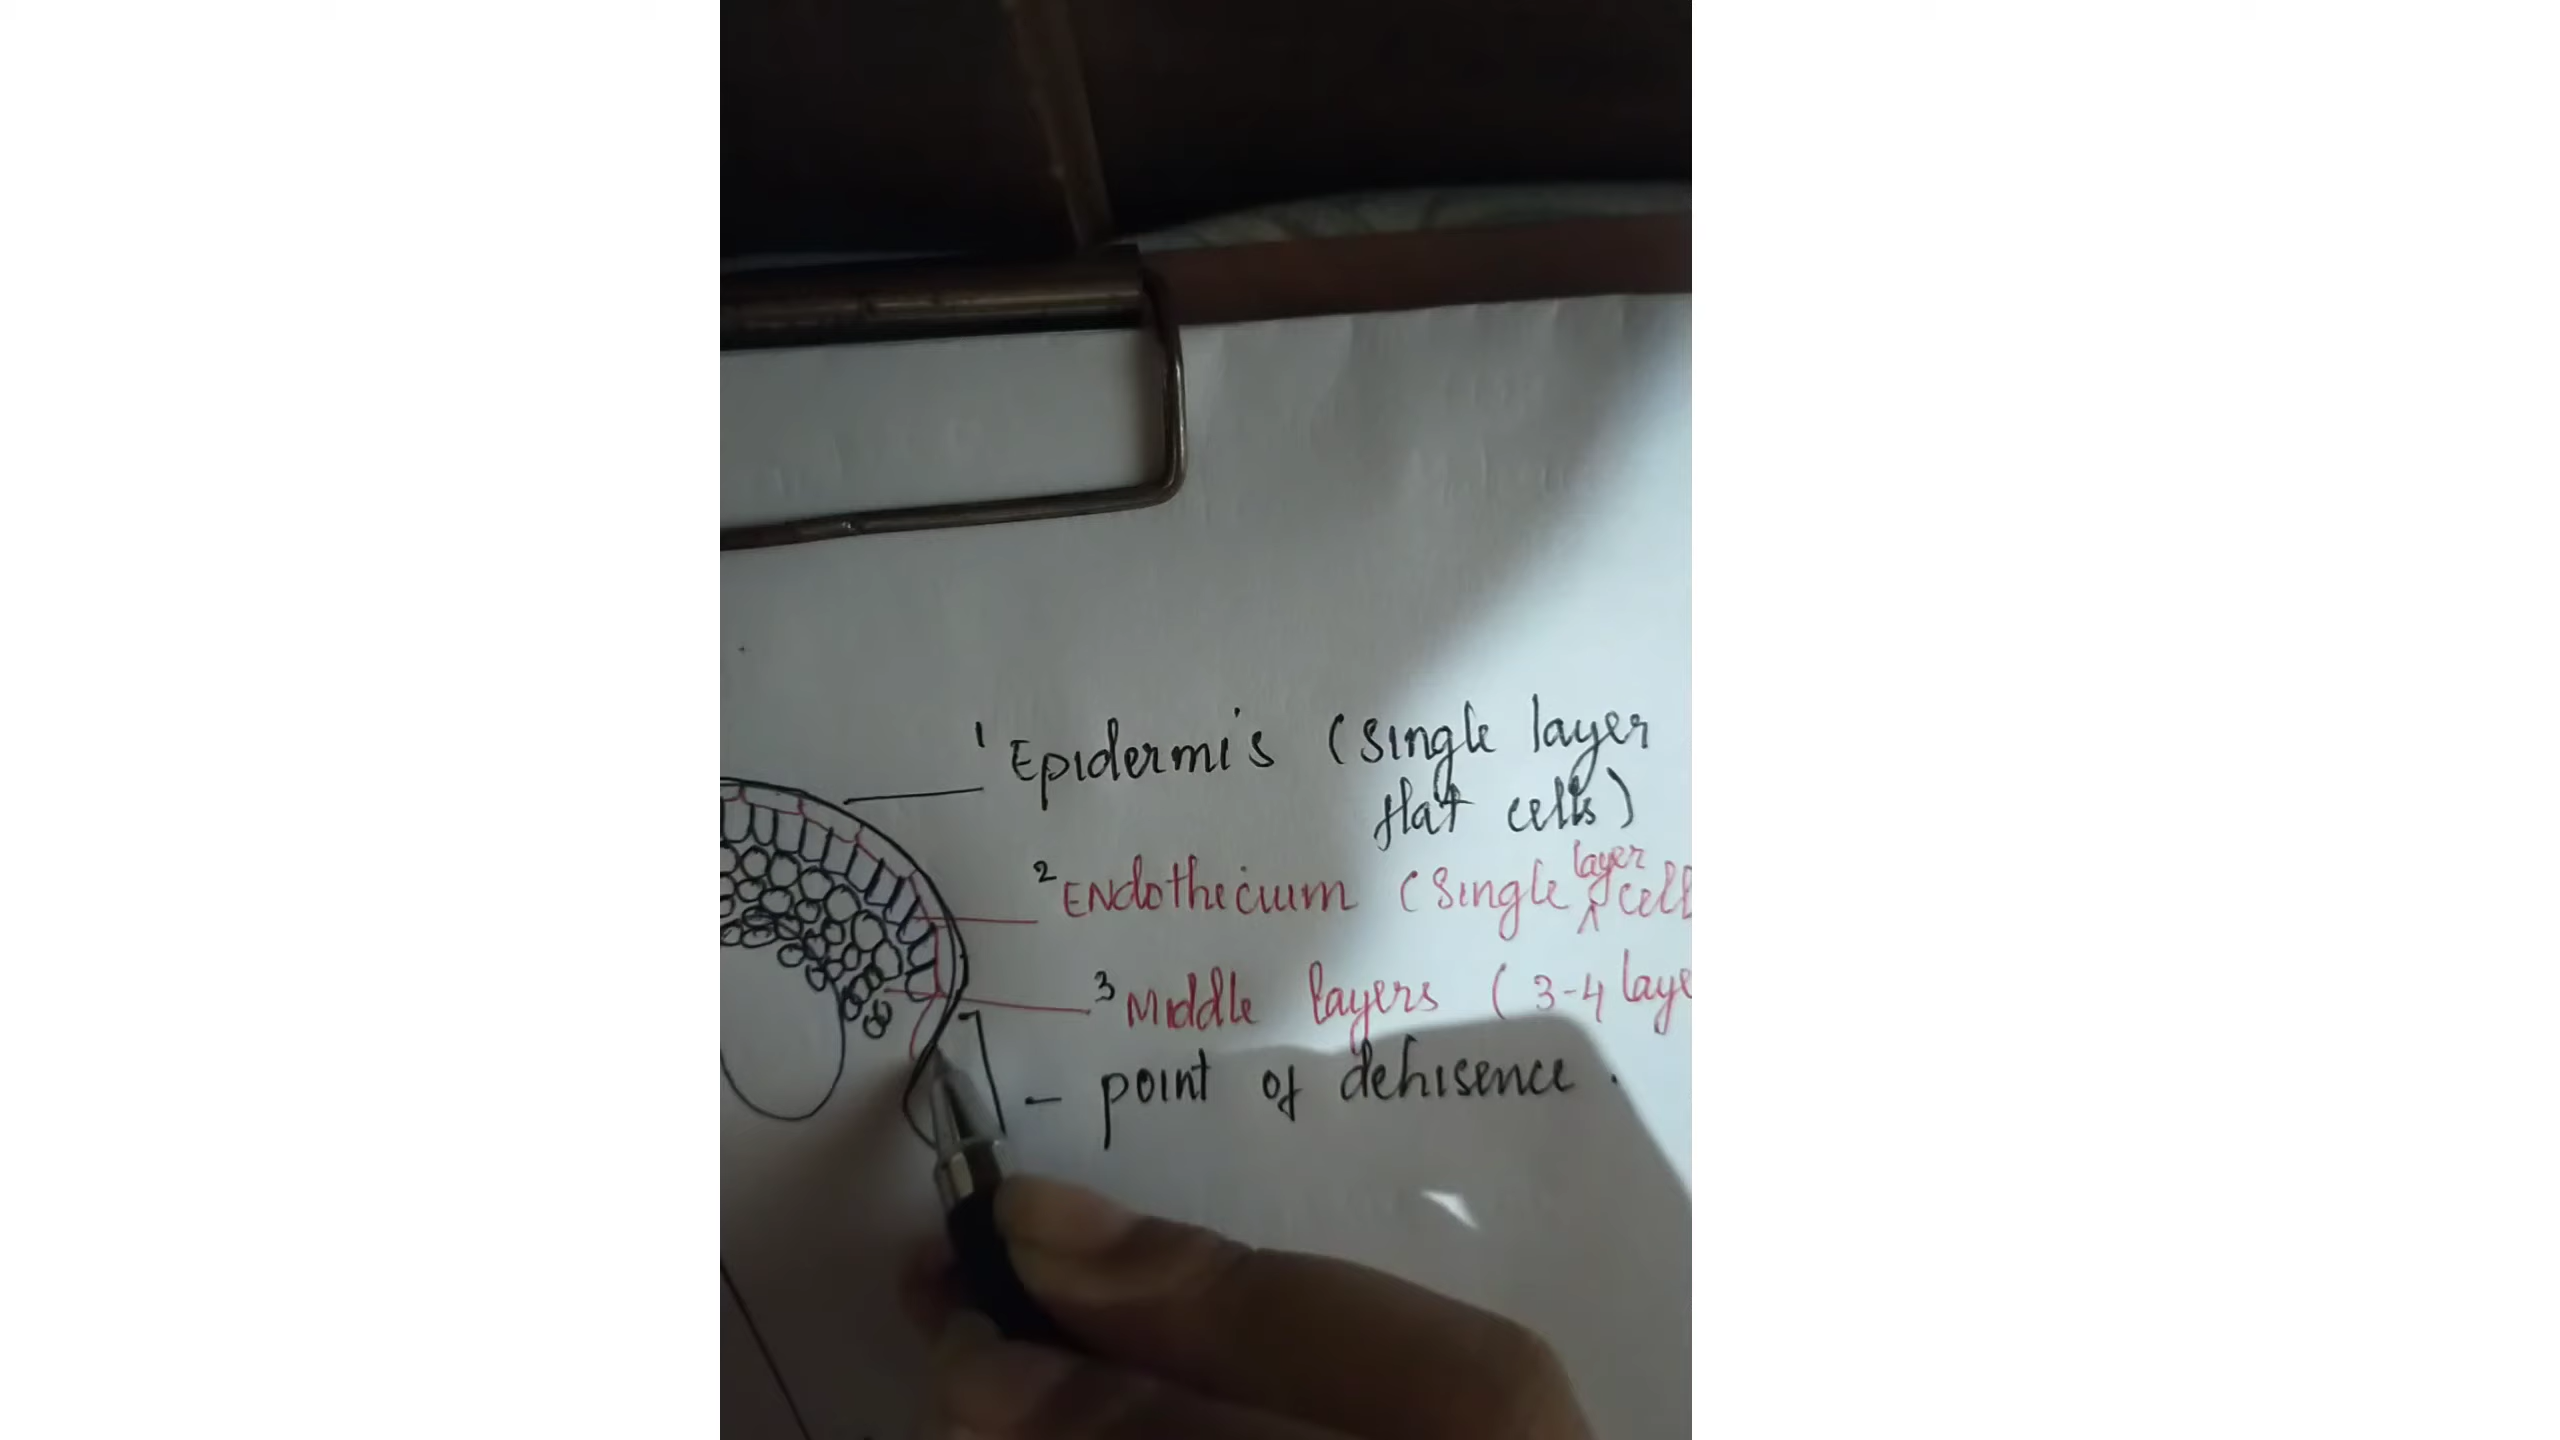 1 Epidermis (single layer
flat cells)
layer
2 Endothecium (single ^ cell
3 Middle layers (3-4 laye
- point of dehisence.